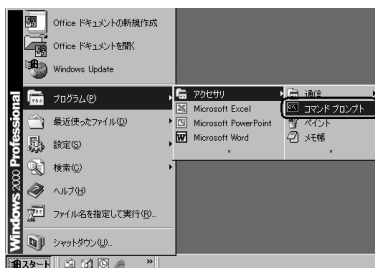 Office ドキュメントの新規作成
Office ドキュメントを開く
Windows Update
プログラム(P)
最近使ったファイル(D)
設定(S)
検索(C)
ヘルプ(H)
ファイル名を指定して実行(R)...
シャットダウン(U)...
Windows 2000 Professional
アクセサリ
Microsoft Excel
Microsoft PowerPoint
Microsoft Word
通信
コマンド プロンプト
ペイント
メモ帳
スタート